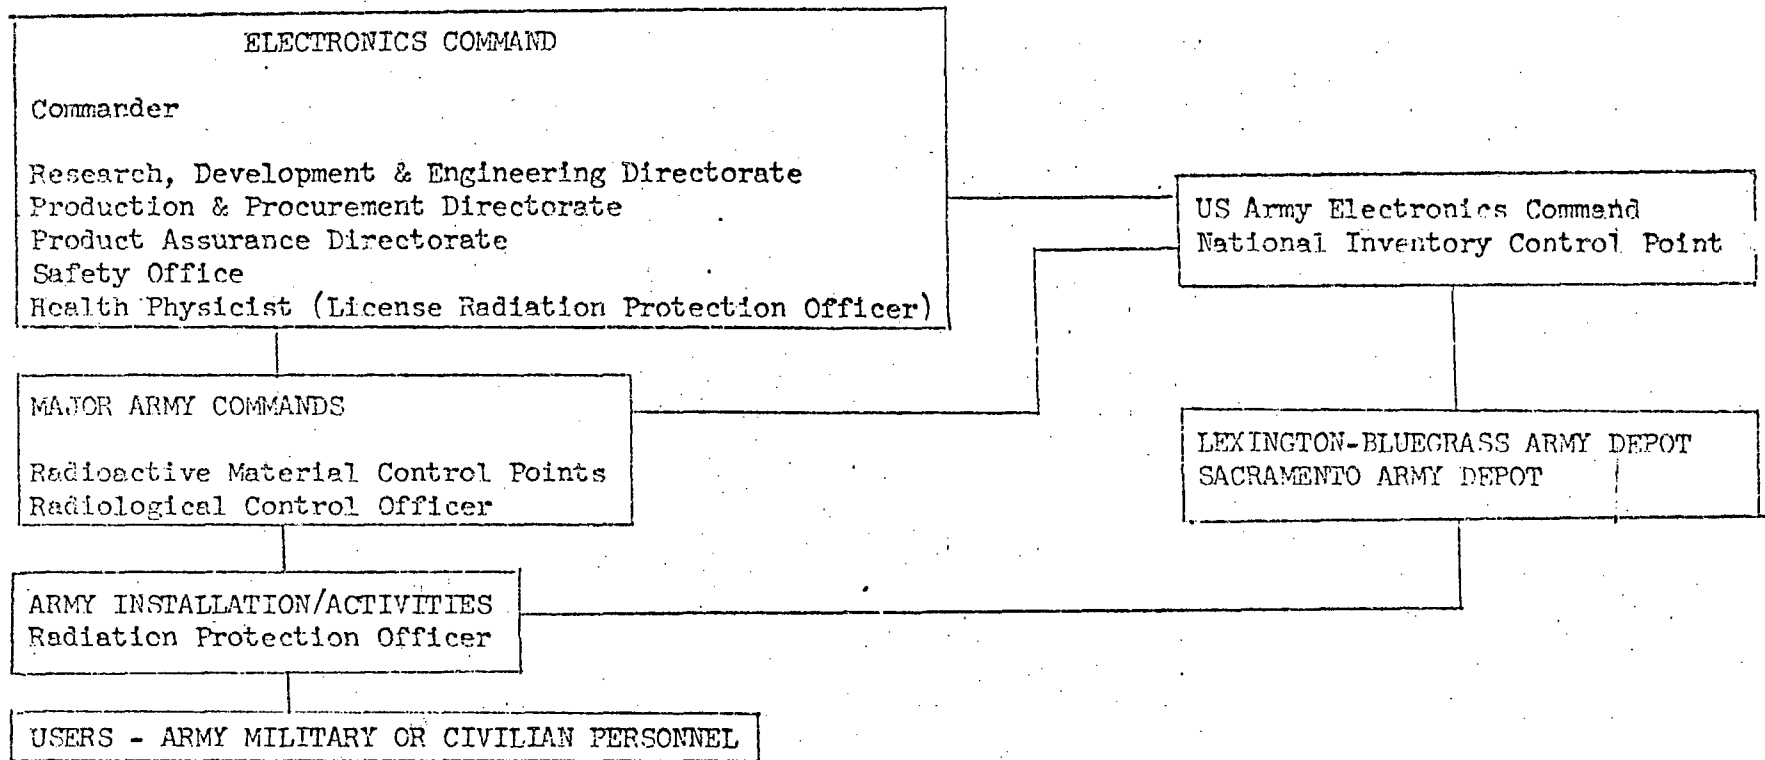 ELECTRONICS COMMAND
Commander
Research, Development & Engineering Directorate
Production & Procurement Directorate
Product Assurance Directorate
Safety Office
Health Physicist (License Radiation Protection Officer)
US Army Electronics Command
National Inventory Control Point
MAJOR ARMY COMMANDS
Radioactive Material Control Points
Radiological Control Officer
LEXINGTON-BLUEGRASS ARMY DEPOT
SACRAMENTO ARMY DEPOT
ARMY INSTALLATION/ACTIVITIES
Radiation Protection Officer
USERS - ARMY MILITARY OR CIVILIAN PERSONNEL